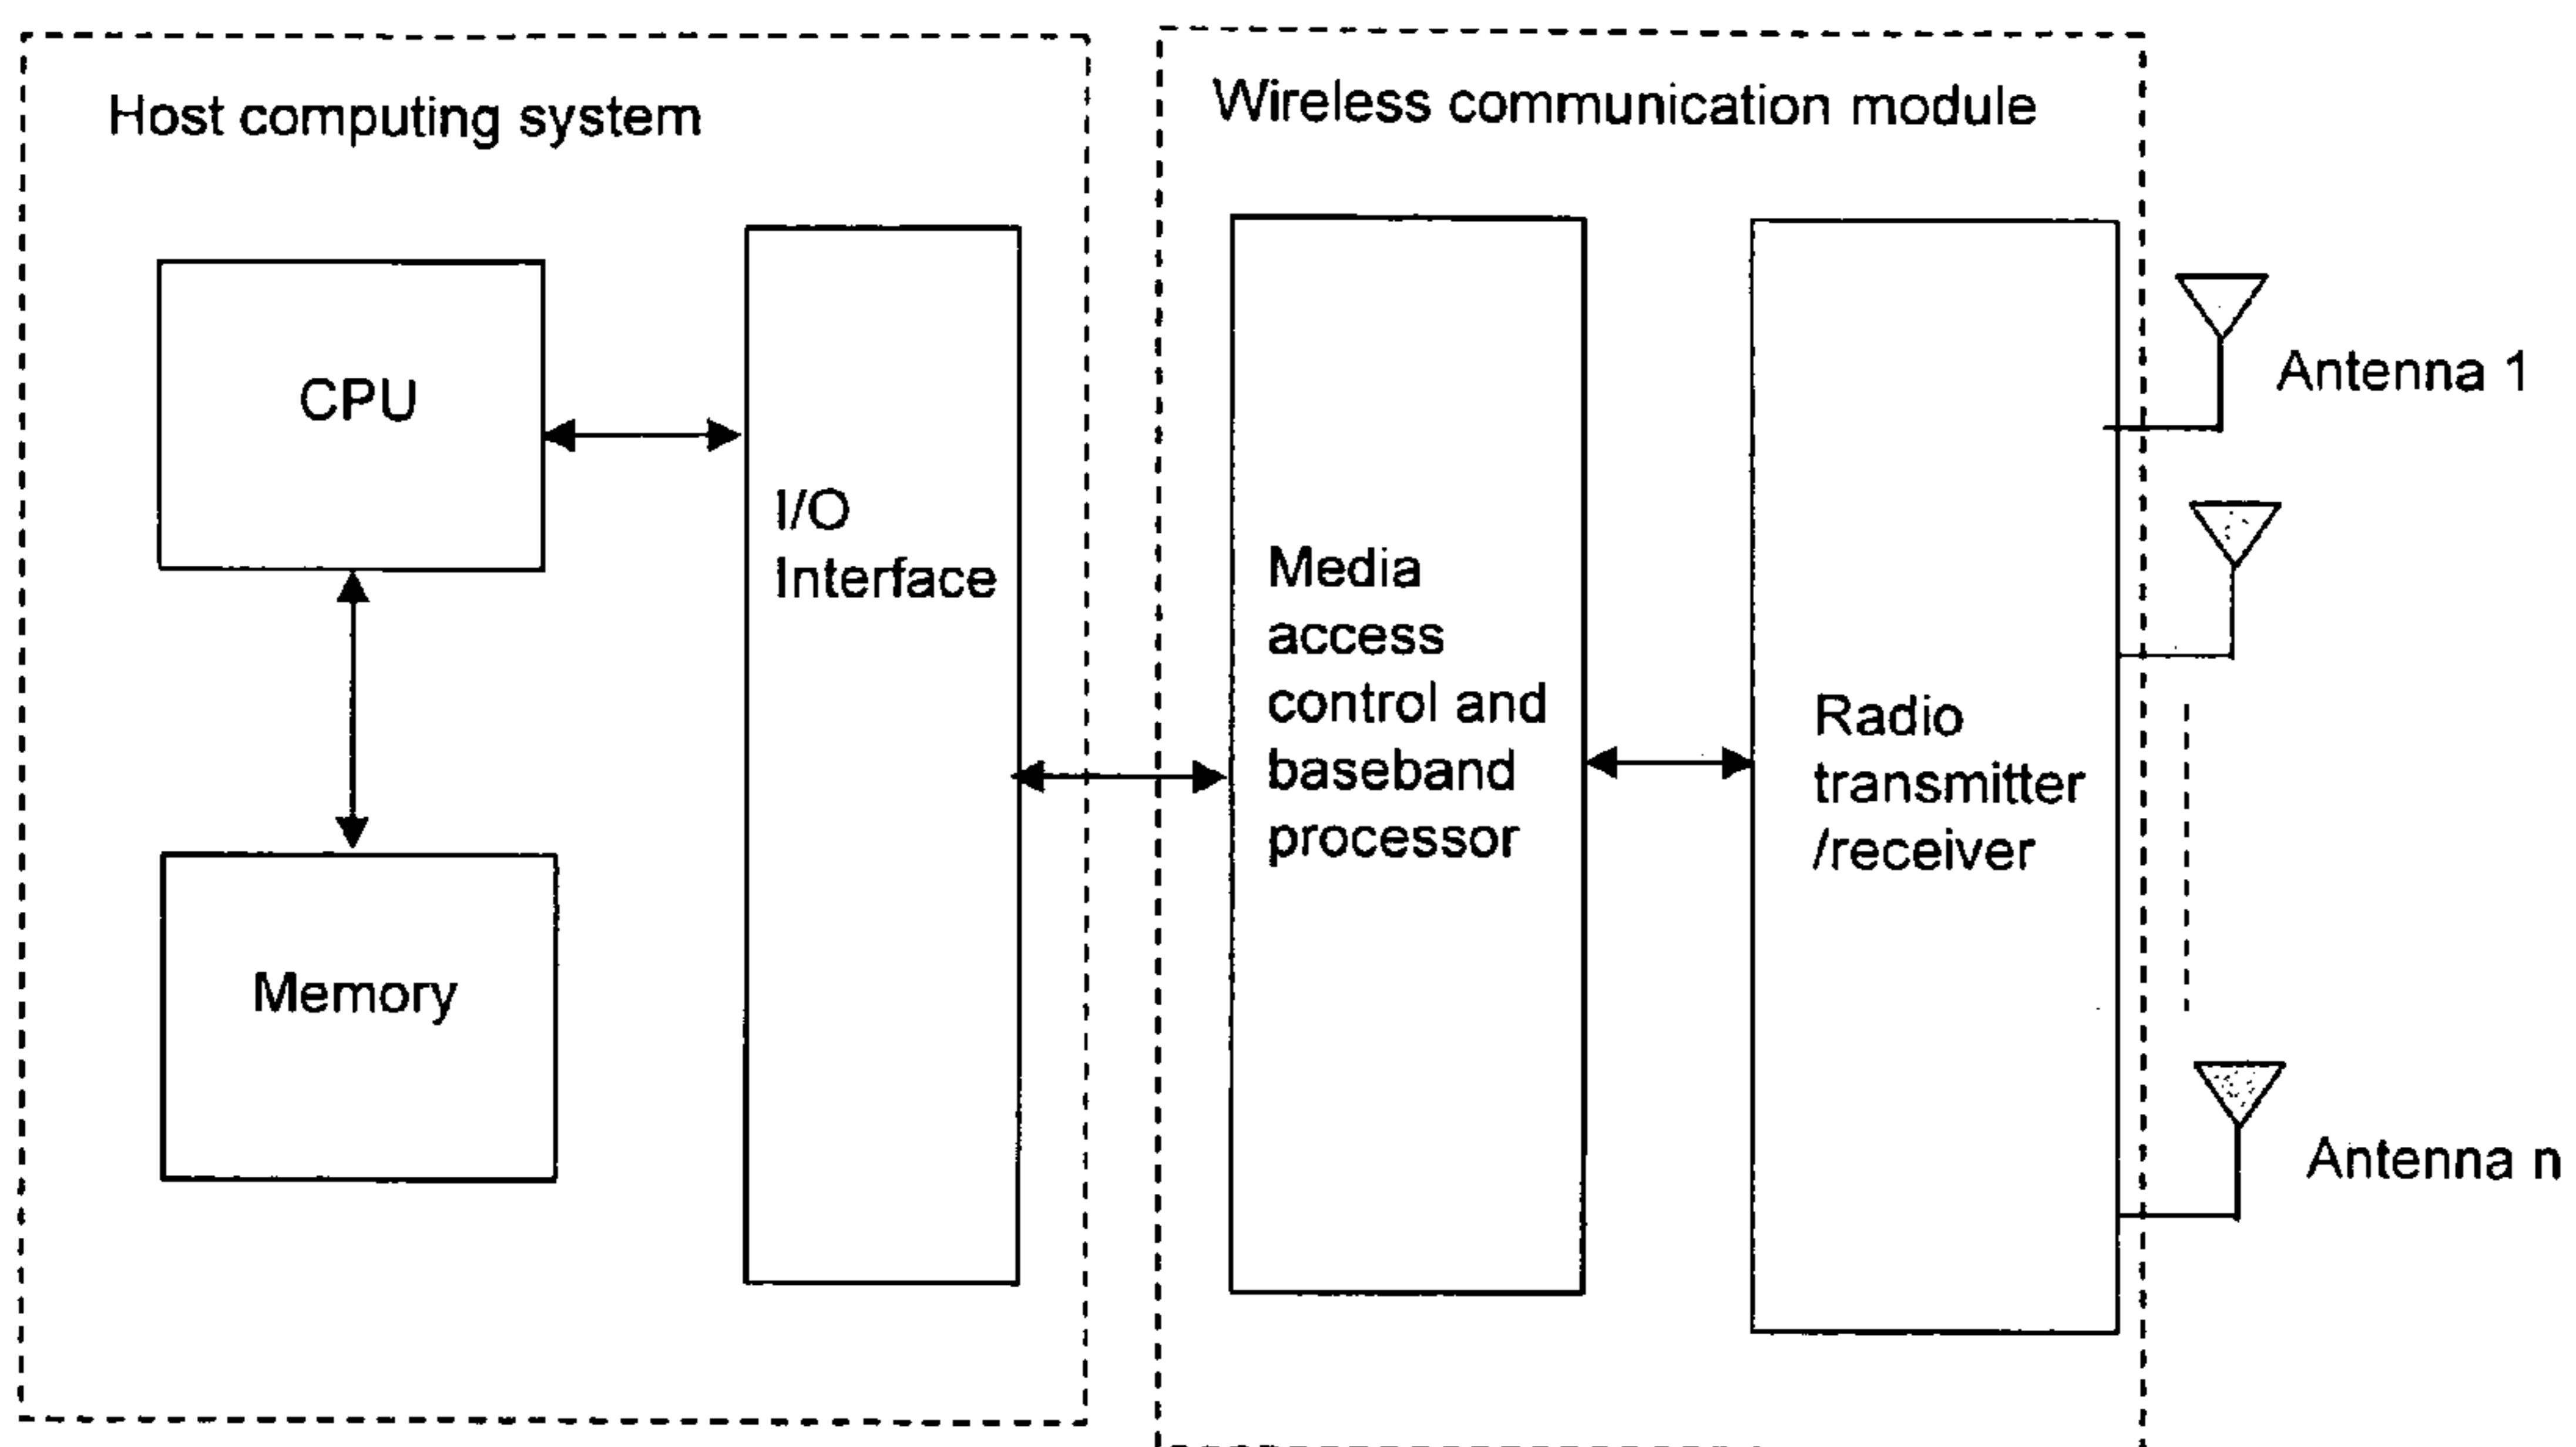 Host computing system
CPU
Memory
I/O
Interface
Wireless communication module
Media
access
control and
baseband
processor
Radio
transmitter
/receiver
Antenna 1
Antenna n